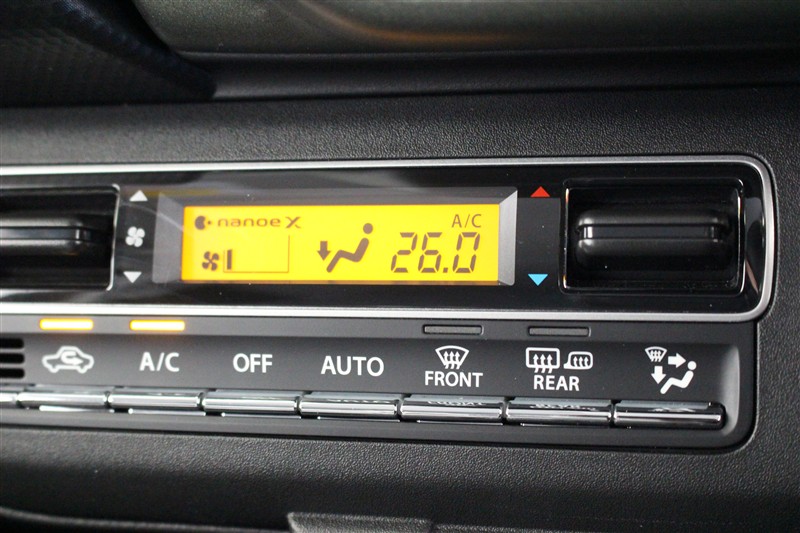 nanoe X
A/C
26.0
A/C
OFF
AUTO
FRONT
REAR